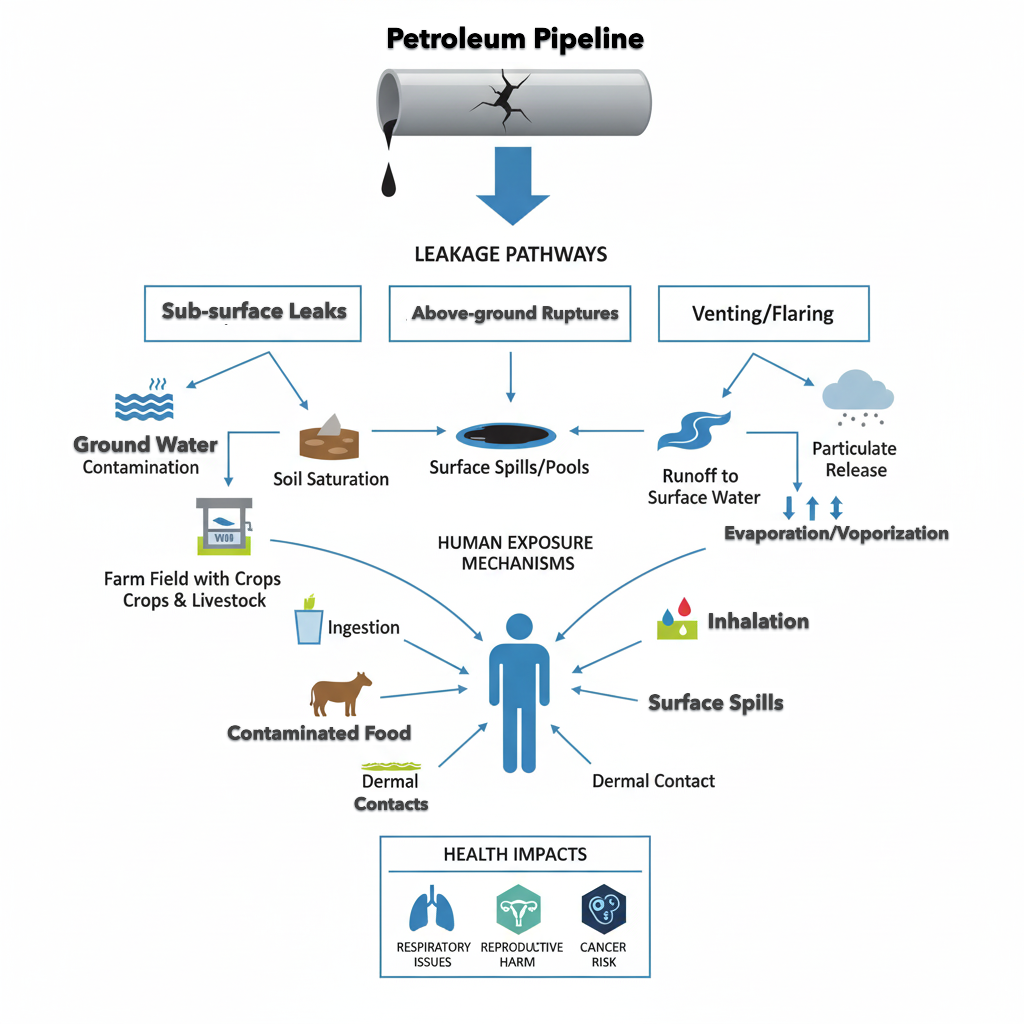 Petroleum Pipeline
LEAKAGE PATHWAYS
Sub-surface Leaks
Above-ground Ruptures
Venting/Flaring
Ground Water
Contamination
Soil Saturation
Surface Spills/Pools
Runoff to
Surface Water
Particulate
Release
Evaporation/Voporization
Farm Field with Crops
Crops & Livestock
HUMAN EXPOSURE
MECHANISMS
Ingestion
Inhalation
Contaminated Food
Surface Spills
Dermal
Contacts
Dermal Contact
HEALTH IMPACTS
RESPIRATORY
ISSUES
REPRODUCTIVE
HARM
CANCER
RISK